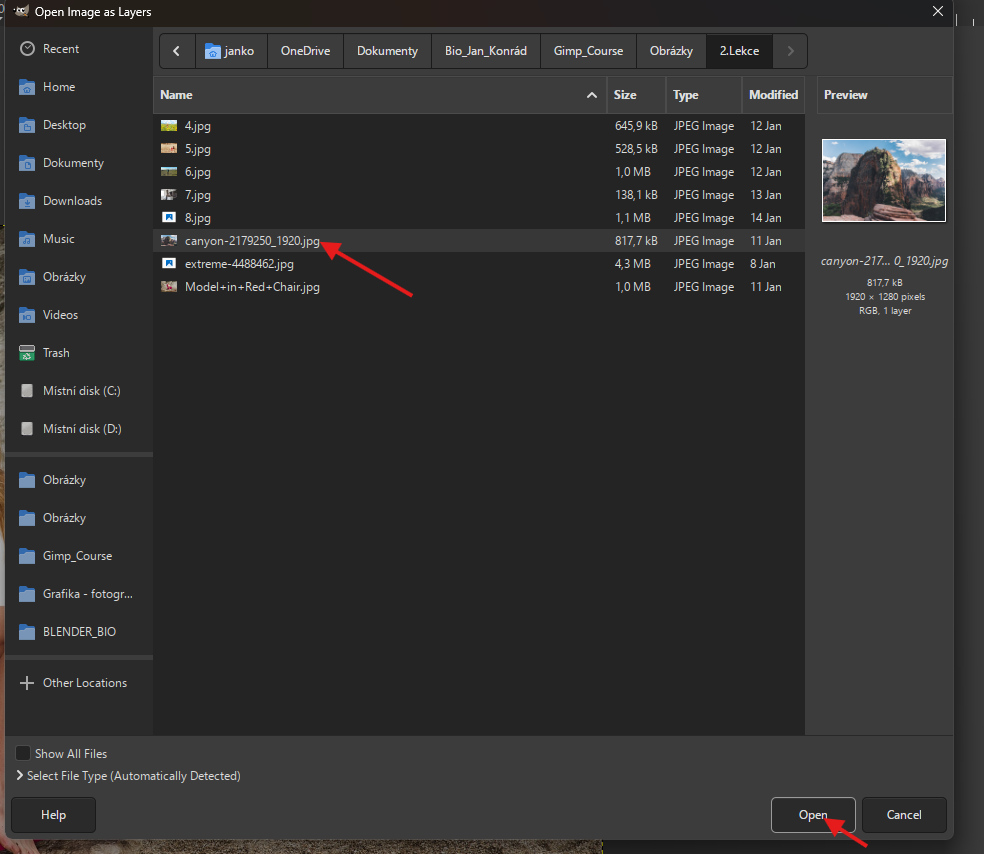 Open Image as Layers
Recent
Home
Desktop
Dokumenty
Downloads
Music
Obrázky
Videos
Trash
Místní disk (C:)
Místní disk (D:)
Obrázky
Obrázky
Gimp_Course
Grafika - fotogr...
BLENDER_BIO
Other Locations
janko OneDrive Dokumenty Bio_Jan_Konrád Gimp_Course Obrázky 2.Lekce
Name Size Type Modified
4.jpg 645,9 kB JPEG Image 12 Jan
5.jpg 528,5 kB JPEG Image 12 Jan
6.jpg 1,0 MB JPEG Image 12 Jan
7.jpg 138,1 kB JPEG Image 13 Jan
8.jpg 1,1 MB JPEG Image 14 Jan
canyon-2179250_1920.jpg 817,7 kB JPEG Image 11 Jan
extreme-4488462.jpg 4,3 MB JPEG Image 8 Jan
Model+in+Red+Chair.jpg 1,0 MB JPEG Image 11 Jan
Preview
canyon-217... 0_1920.jpg
817,7 kB
1920 × 1280 pixels
RGB, 1 layer
Show All Files
Select File Type (Automatically Detected)
Help Open Cancel